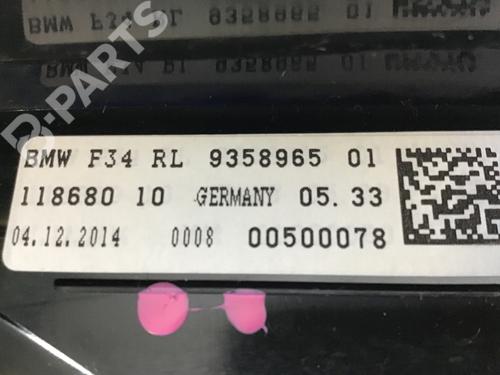 D-PARTS
BMW F34 RL 9358965 01
118680 10 GERMANY 05.33
04.12.2014 0008 00500078